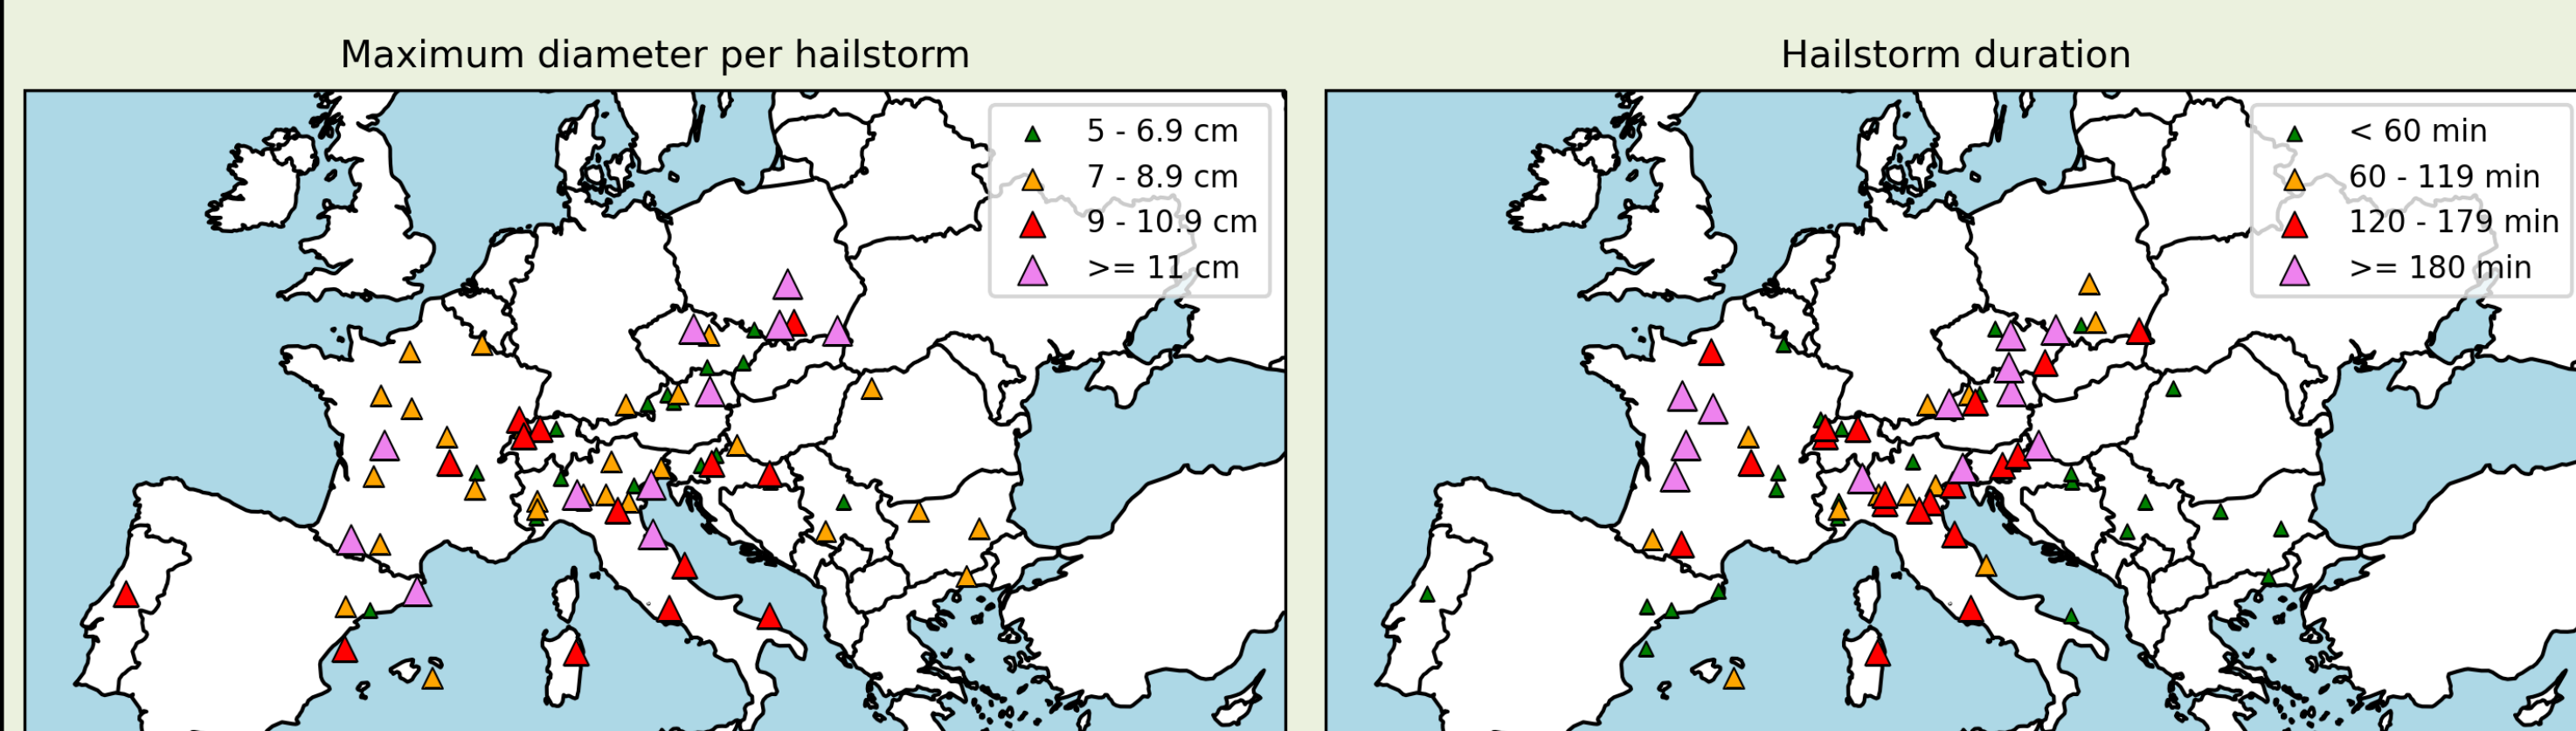 Maximum diameter per hailstorm
5 - 6.9 cm
7 - 8.9 cm
9 - 10.9 cm
>= 11 cm
Hailstorm duration
< 60 min
60 - 119 min
120 - 179 min
>= 180 min